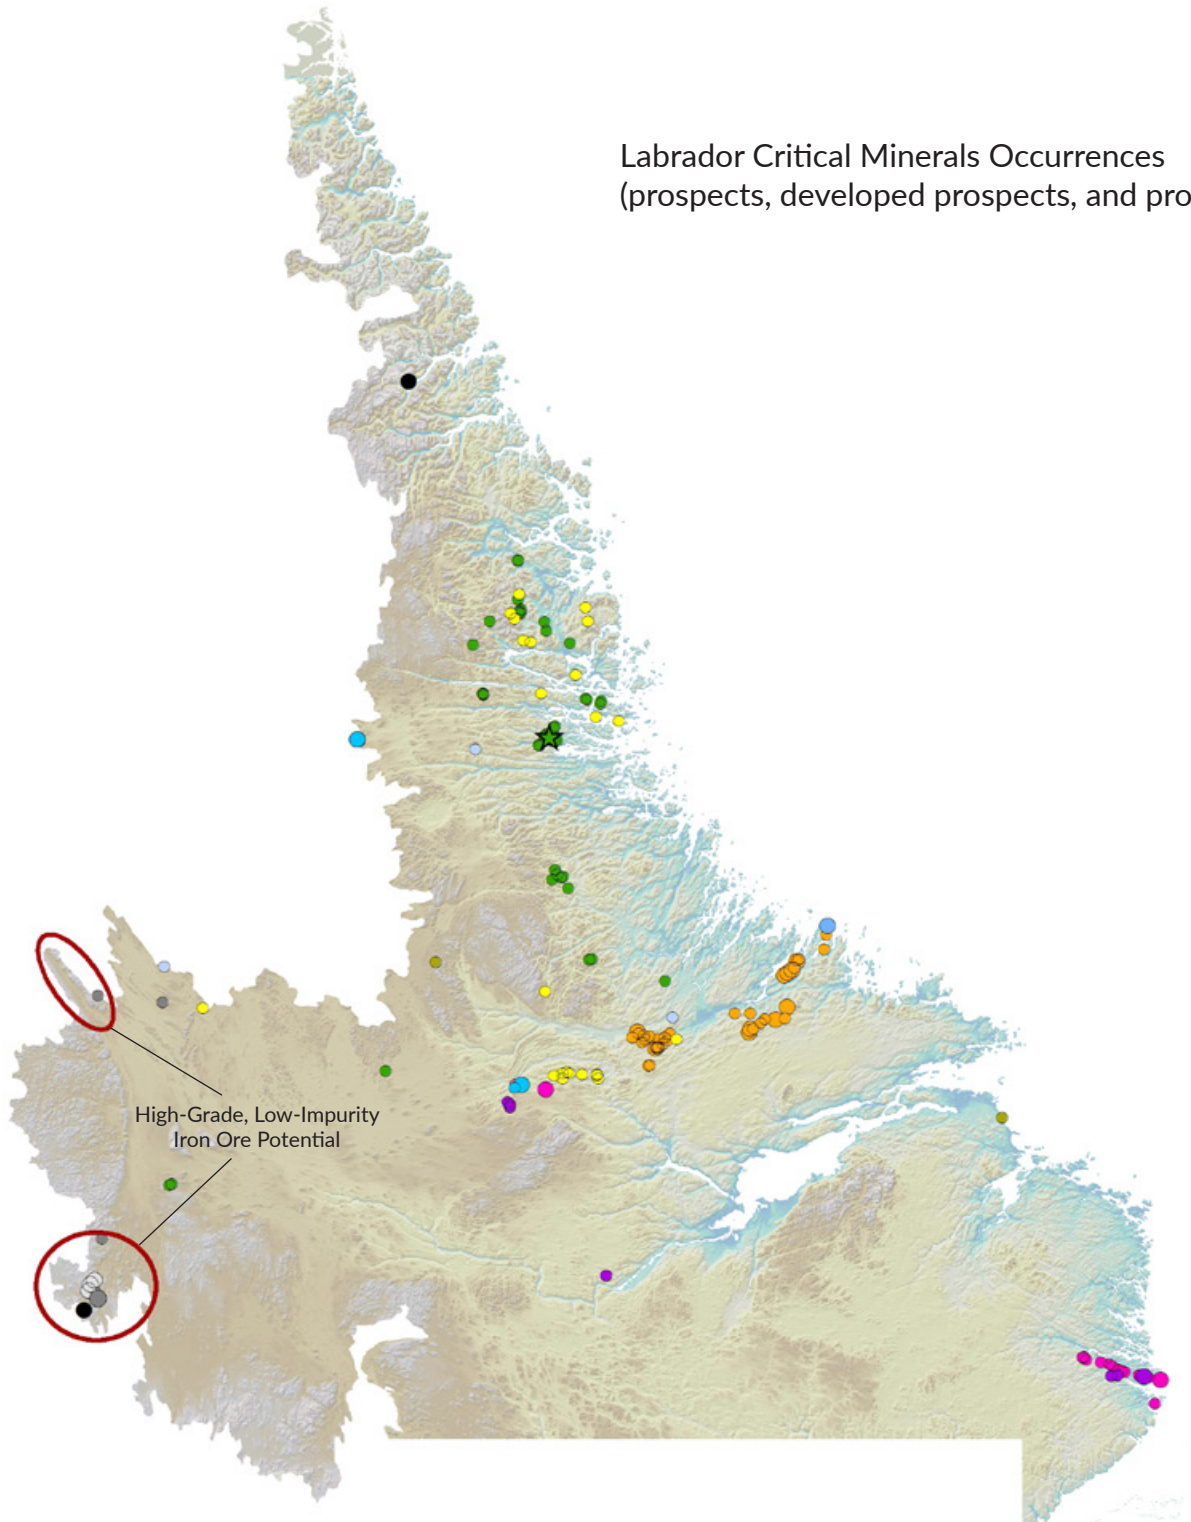 Labrador Critical Minerals Occurrences
(prospects, developed prospects, and pro
High-Grade, Low-Impurity
Iron Ore Potential